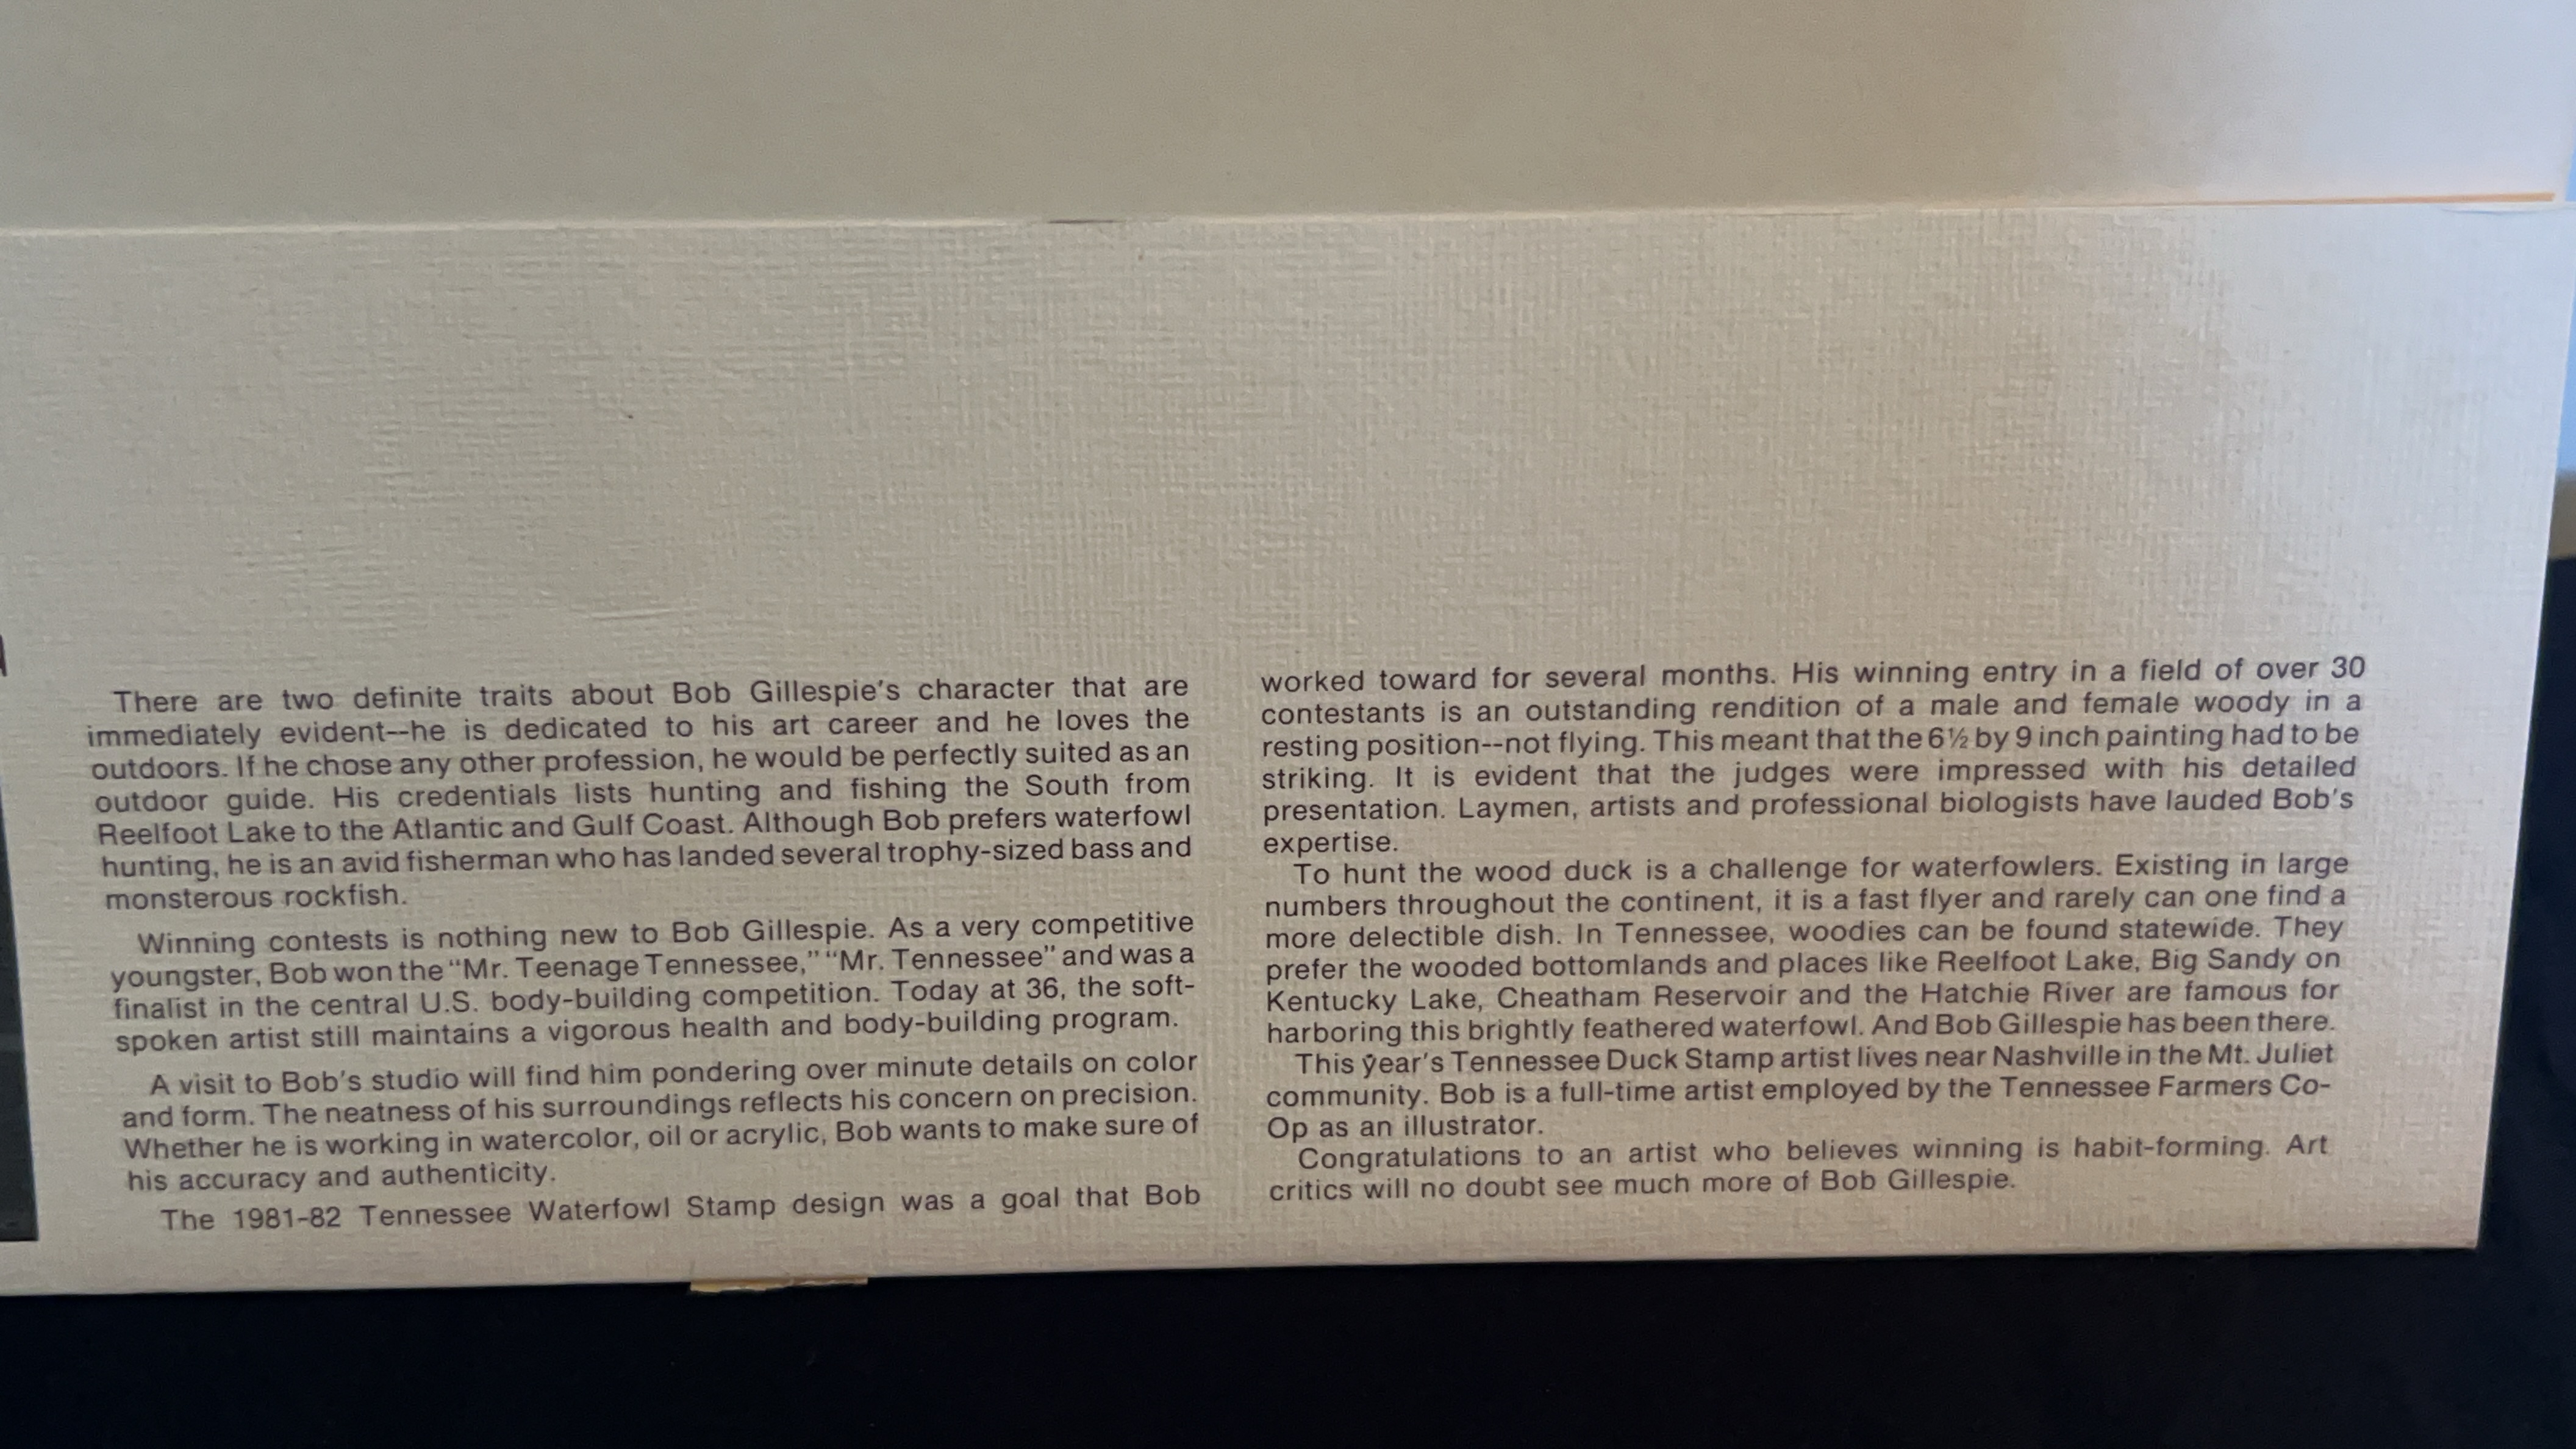 There are two definite traits about Bob Gillespie's character that are
immediately evident--he is dedicated to his art career and he loves the
outdoors. If he chose any other profession, he would be perfectly suited as an
outdoor guide. His credentials lists hunting and fishing the South from
Reelfoot Lake to the Atlantic and Gulf Coast. Although Bob prefers waterfowl
hunting, he is an avid fisherman who has landed several trophy-sized bass and
monsterous rockfish.
Winning contests is nothing new to Bob Gillespie. As a very competitive
youngster, Bob won the “Mr. Teenage Tennessee,” “Mr. Tennessee” and was a
finalist in the central U.S. body-building competition. Today at 36, the soft-
spoken artist still maintains a vigorous health and body-building program.
A visit to Bob's studio will find him pondering over minute details on color
and form. The neatness of his surroundings reflects his concern on precision.
Whether he is working in watercolor, oil or acrylic, Bob wants to make sure of
his accuracy and authenticity.
The 1981-82 Tennessee Waterfowl Stamp design was a goal that Bob
worked toward for several months. His winning entry in a field of over 30
contestants is an outstanding rendition of a male and female woody in a
resting position--not flying. This meant that the 6½ by 9 inch painting had to be
striking. It is evident that the judges were impressed with his detailed
presentation. Laymen, artists and professional biologists have lauded Bob's
expertise.
To hunt the wood duck is a challenge for waterfowlers. Existing in large
numbers throughout the continent, it is a fast flyer and rarely can one find a
more delectible dish. In Tennessee, woodies can be found statewide. They
prefer the wooded bottomlands and places like Reelfoot Lake, Big Sandy on
Kentucky Lake, Cheatham Reservoir and the Hatchie River are famous for
harboring this brightly feathered waterfowl. And Bob Gillespie has been there.
This year's Tennessee Duck Stamp artist lives near Nashville in the Mt. Juliet
community. Bob is a full-time artist employed by the Tennessee Farmers Co-
Op as an illustrator.
Congratulations to an artist who believes winning is habit-forming. Art
critics will no doubt see much more of Bob Gillespie.